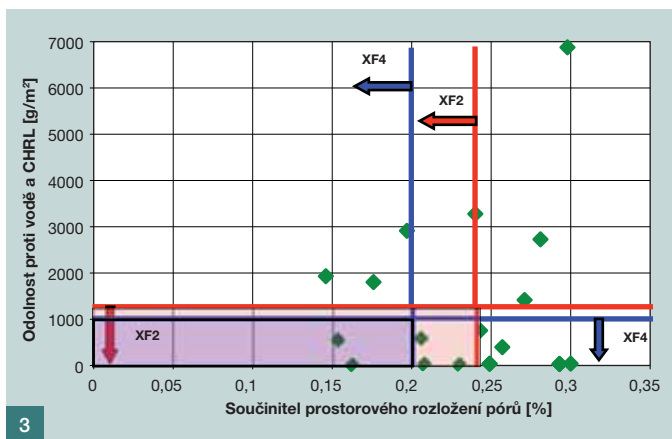 7000
6000
5000
4000
3000
2000
1000
0
Odolnost proti vodě a CHRL [g/m²]
XF4
XF2
XF2
XF4
0 0,05 0,1 0,15 0,2 0,25 0,3 0,35
Součinitel prostorového rozložení pórů [%]
3